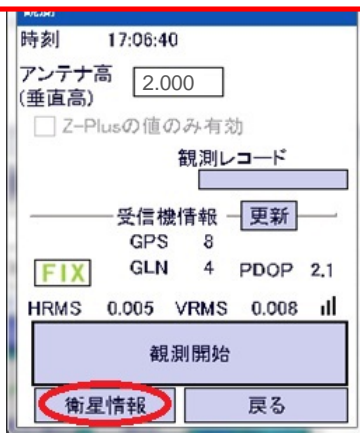 時刻 17:06:40
アンテナ高
(垂直高) 2.000
Z-Plusの値のみ有効
観測レコード
受信機情報 更新
GPS 8
FIX GLN 4 PDOP 2.1
HRMS 0.005 VRMS 0.008
観測開始
衛星情報 戻る